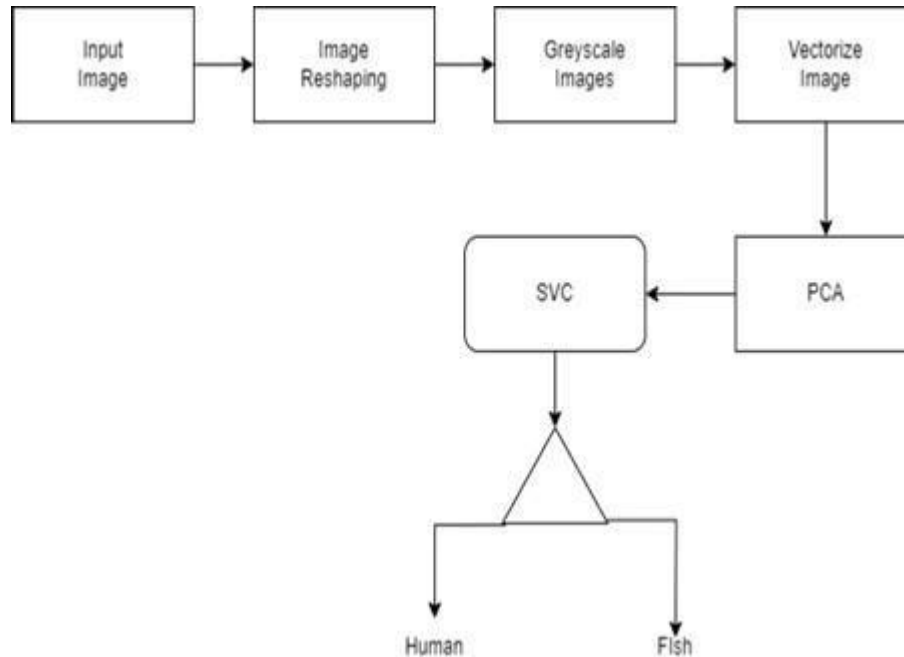 Input
Image
Image
Reshaping
Greyscale
Images
Vectorize
Image
SVC
PCA
Human
FIsh